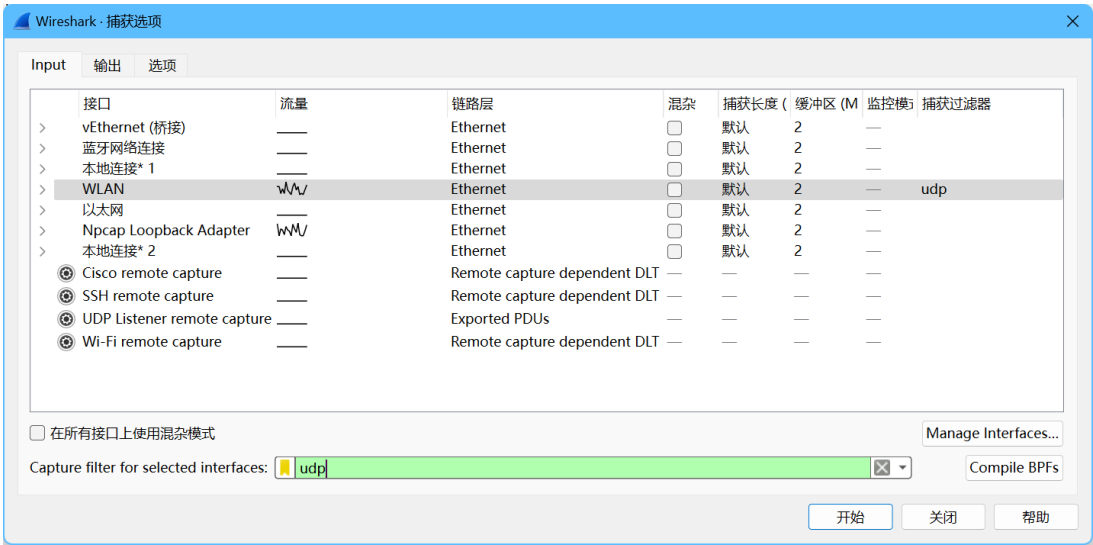 Wireshark · 捕获选项
Input 输出 选项
接口 流量 链路层 混杂 捕获长度 ( 缓冲区 (M 监控模式 捕获过滤器
vEthernet (桥接) Ethernet 默认 2 —
蓝牙网络连接 Ethernet 默认 2 —
本地连接* 1 Ethernet 默认 2 —
WLAN Ethernet 默认 2 — udp
以太网 Ethernet 默认 2 —
Npcap Loopback Adapter Ethernet 默认 2 —
本地连接* 2 Ethernet 默认 2 —
Cisco remote capture Remote capture dependent DLT — — — —
SSH remote capture Remote capture dependent DLT — — — —
UDP Listener remote capture Exported PDUs — — — —
Wi-Fi remote capture Remote capture dependent DLT — — — —
在所有接口上使用混杂模式 Manage Interfaces...
Capture filter for selected interfaces: udp Compile BPFs
开始 关闭 帮助